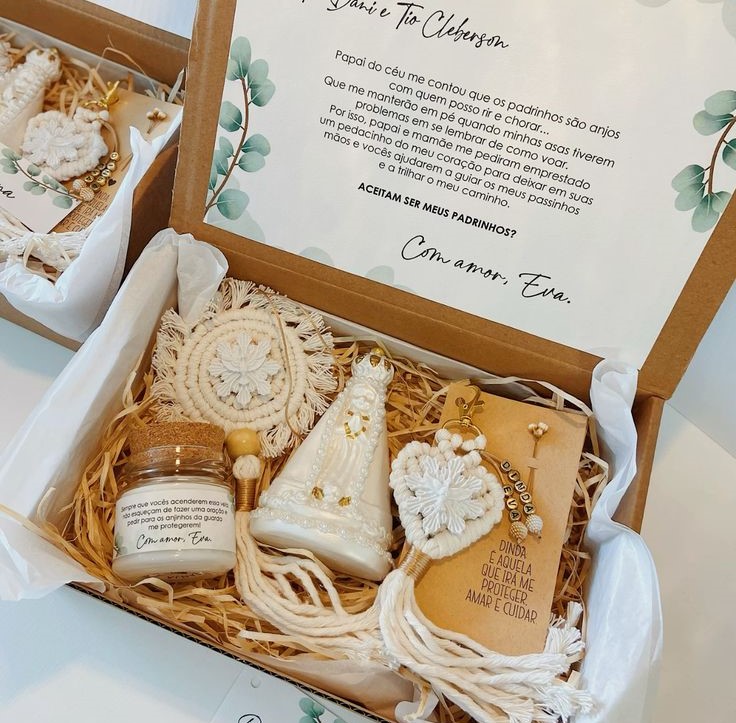 Dani e Tio Cleberson
Papai do céu me contou que os padrinhos são anjos
com quem posso rir e chorar...
Que me manterão em pé quando minhas asas tiverem
problemas em se lembrar de como voar.
Por isso, papai e mamãe me pediram emprestado
um pedacinho do meu coração para deixar em suas
mãos e vocês ajudarem a guiar os meus passinhos
e a trilhar o meu caminho.
ACEITAM SER MEUS PADRINHOS?
Com amor, Eva.
Sempre que vocês acenderem essa vela,
não esqueçam de fazer uma oração e
pedir para os anjinhos da guarda
me protegerem!
Com amor, Eva.
DINDA
EVA
DINDA
É AQUELA
QUE IRÁ ME
PROTEGER,
AMAR E CUIDAR